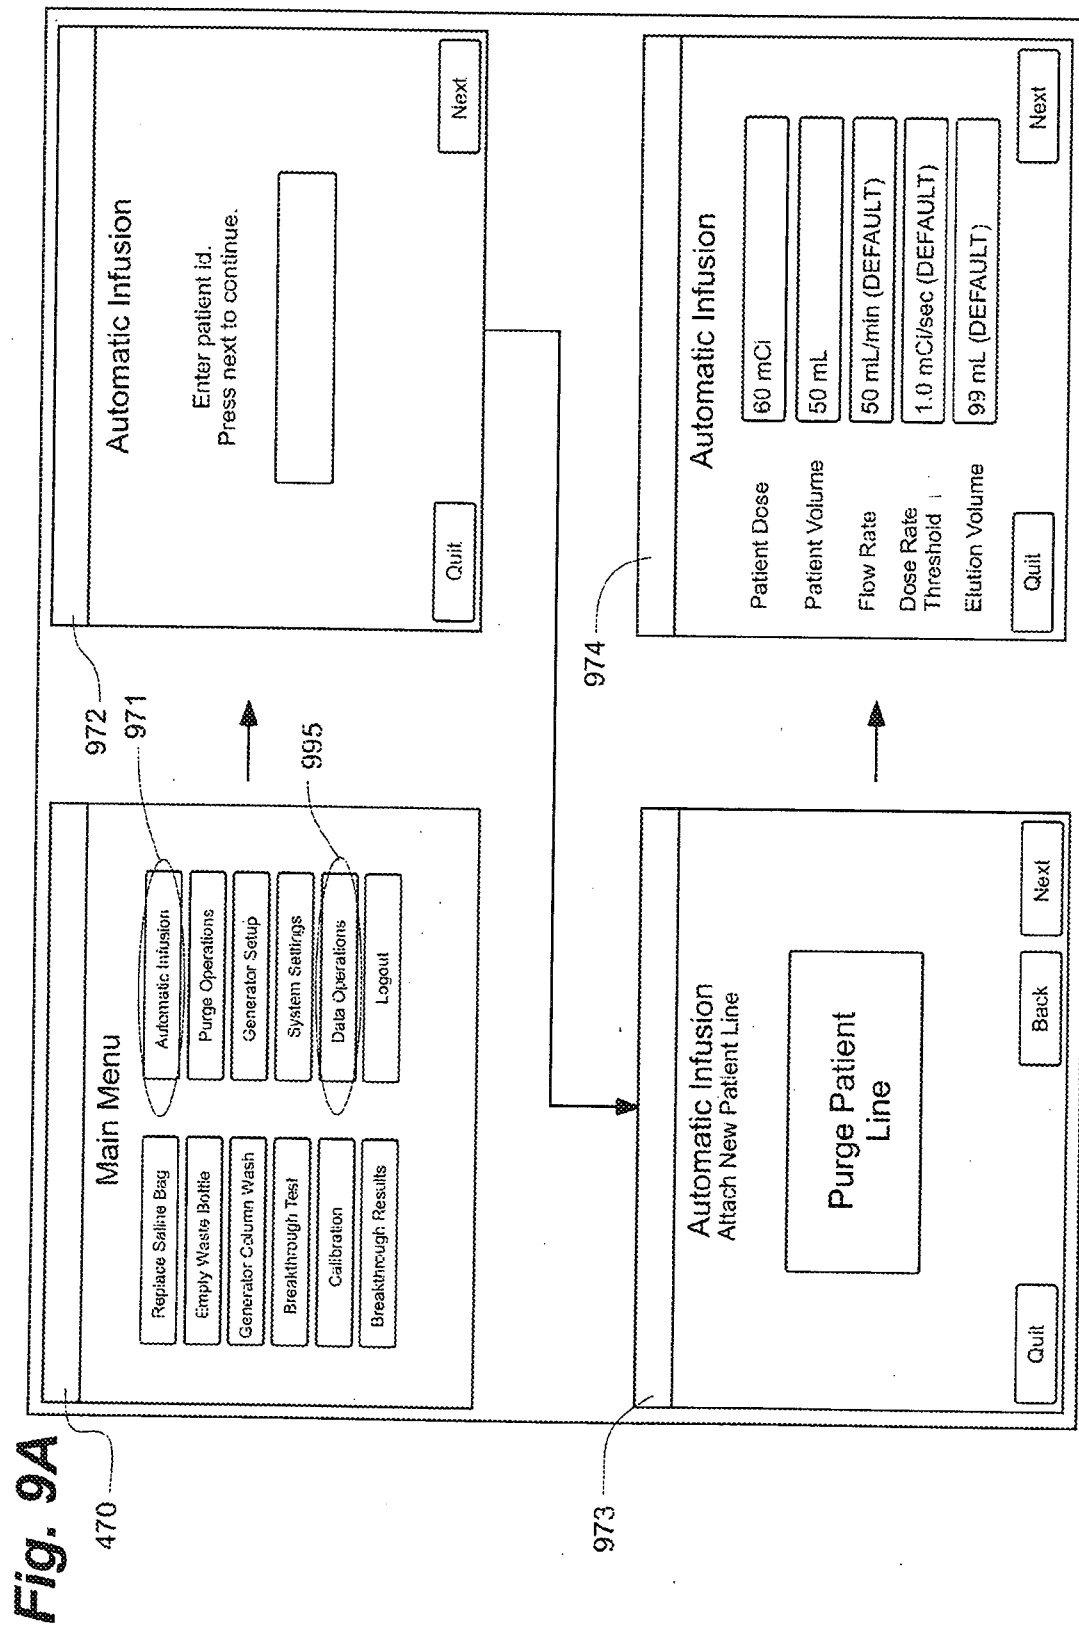 Fig. 9A
470
Main Menu
Replace Saline Bag
Empty Waste Bottle
Generator Column Wash
Breakthrough Test
Calibration
Breakthrough Results
Automatic Infusion
Purge Operations
Generator Setup
System Settings
Data Operations
Logout
971
995
972
Automatic Infusion
Enter patient id.
Press next to continue.
Quit
Next
973
Automatic Infusion
Attach New Patient Line
Purge Patient
Line
Quit
Back
Next
974
Automatic Infusion
Patient Dose
60 mCi
Patient Volume
50 mL
Flow Rate
50 mL/min (DEFAULT)
Dose Rate
Threshold
1.0 mCi/sec (DEFAULT)
Elution Volume
99 mL (DEFAULT)
Quit
Next